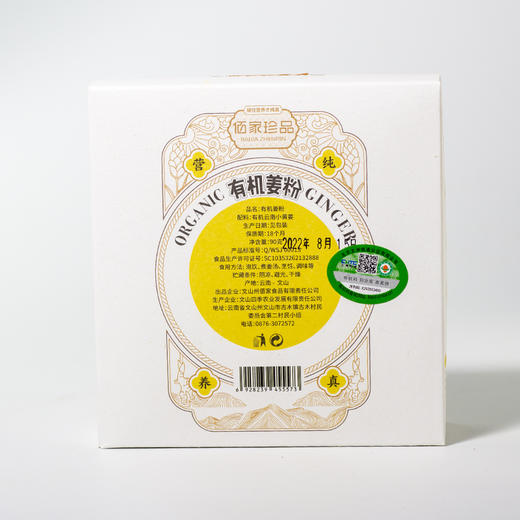 佰家珍品
BAIJIA ZHENPIN
营
纯
ORGANIC 有机姜粉 GINGER
品名：有机姜粉
配料：有机云南小黄姜
生产日期：见包装
保质期：18个月
净含量：90克
2022年 8月 1
产品标准号：Q/WSJ
食品生产许可证号：SC10353262132888
食用方法：泡饮、煮姜汤、烹饪、调味等
贮藏条件：阴凉、避光、干燥
产地：云南·文山
出品企业：文山州佰家食品有限责任公司
生产企业：文山四季农业发展有限责任公司
地址：云南省文山州文山市古木镇古木村民
委员会第二村民小组
电话：0876-3072572
6 928239 455573
养
真